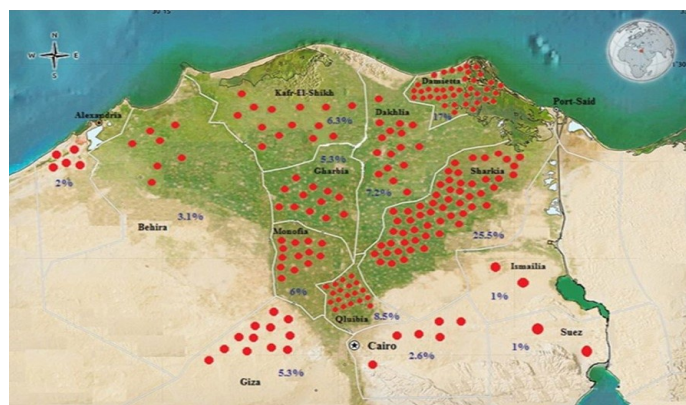 N
W E
S
Damsetta
17%
Kafr-El-Shikh
Port-Said
Dakhlia
Alexandria
6.3%
5.3%
Gharbia
Sharkia
2%
7.2%
3.1%
Behira
Monofia
25.5%
Ismailia
6%
1%
Qluibia
8.5%
Suez
Cairo
1%
2.6%
5.3%
Giza